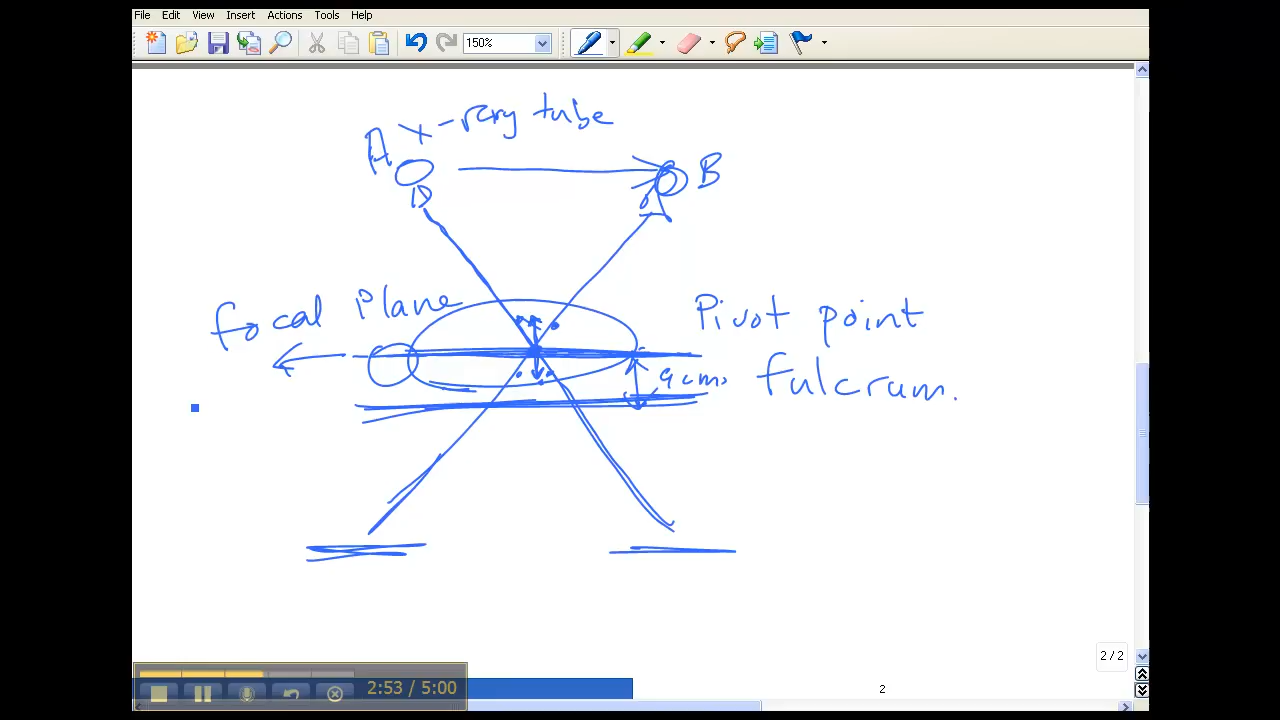 File Edit View Insert Actions Tools Help
150%
A X-ray tube
B
focal Plane
Pivot point
9cm. fulcrum.
2/2
2:53 / 5:00
2